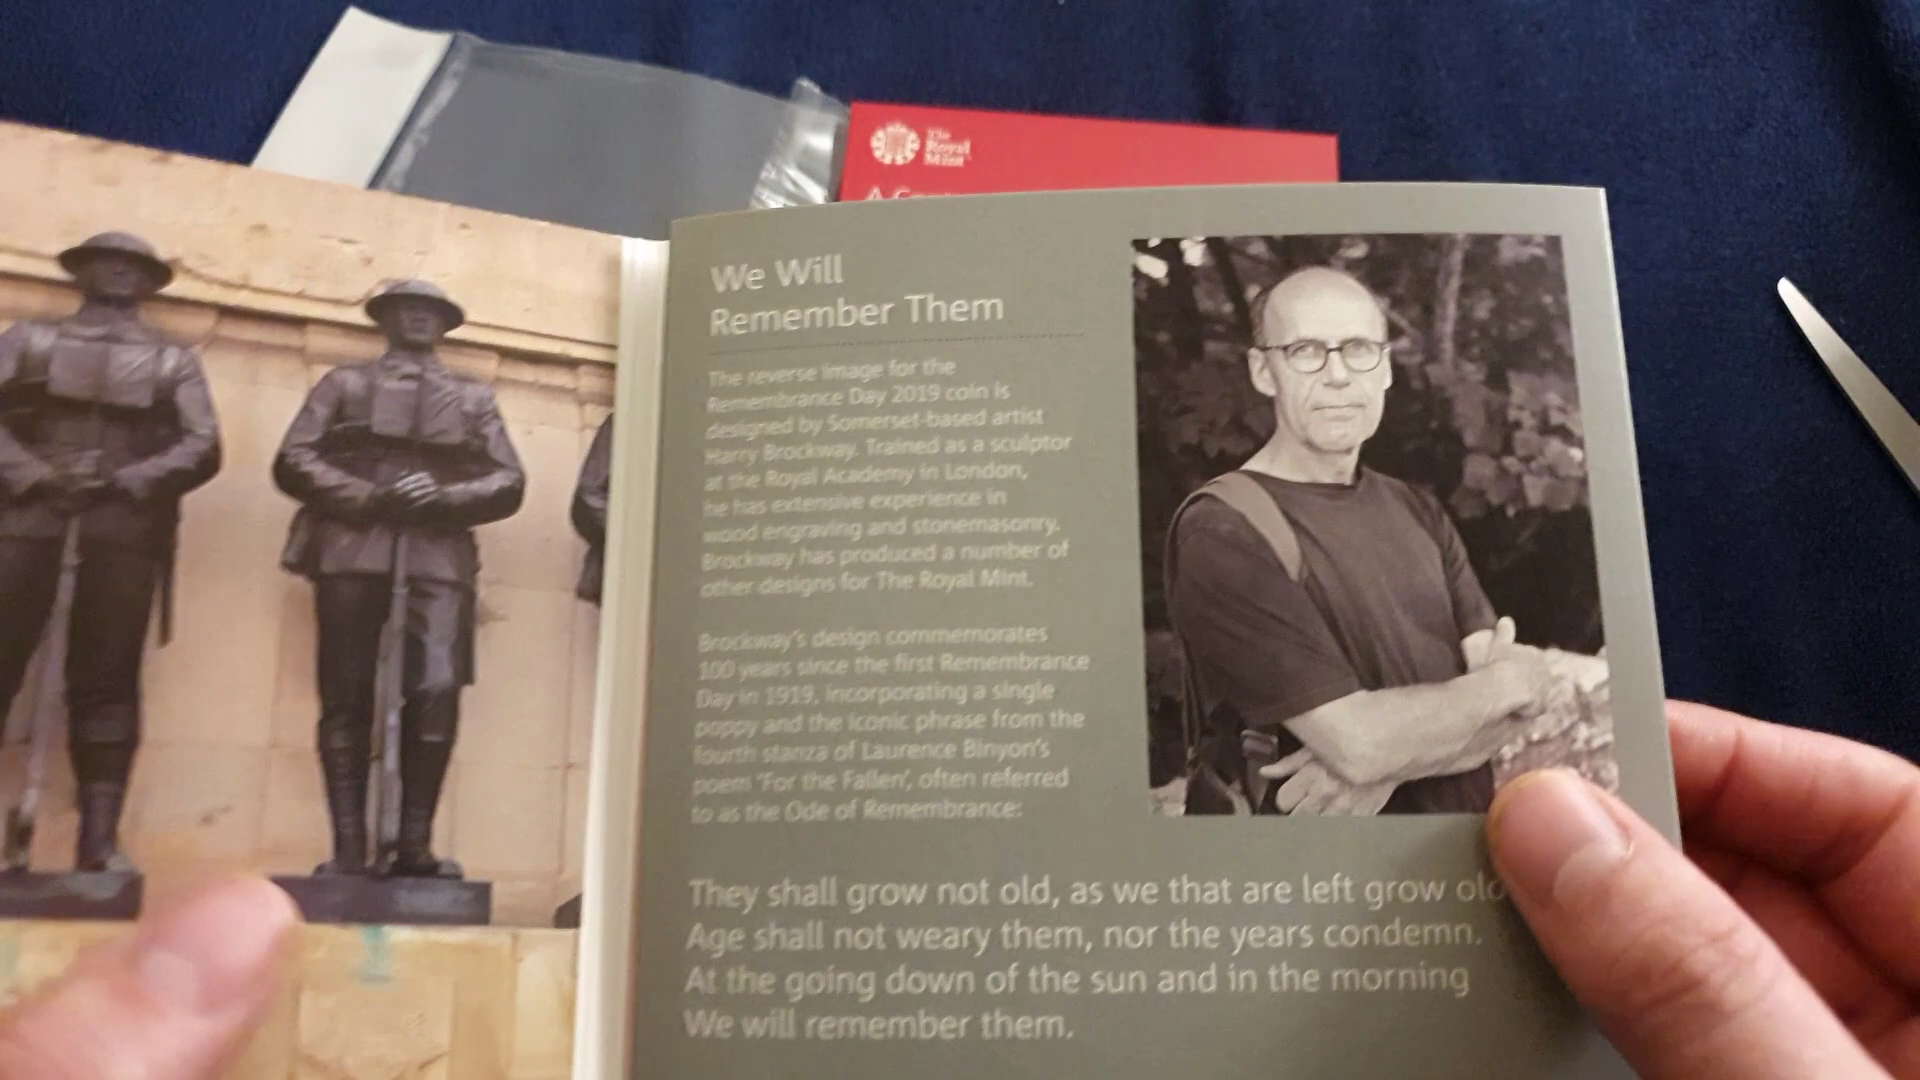 The
Royal
Mint
A
We Will
Remember Them
The reverse image for the
Remembrance Day 2019 coin is
designed by Somerset-based artist
Harry Brockway. Trained as a sculptor
at the Royal Academy in London,
he has extensive experience in
wood engraving and stonemasonry.
Brockway has produced a number of
other designs for The Royal Mint.
Brockway's design commemorates
100 years since the first Remembrance
Day in 1919, incorporating a single
poppy and the iconic phrase from the
fourth stanza of Laurence Binyon's
poem 'For the Fallen', often referred
to as the Ode of Remembrance:
They shall grow not old, as we that are left grow old
Age shall not weary them, nor the years condemn.
At the going down of the sun and in the morning
We will remember them.